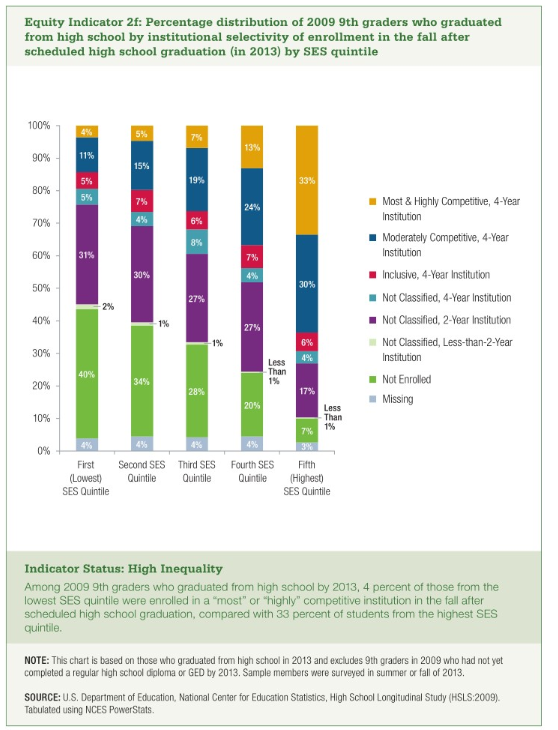 Equity Indicator 2f: Percentage distribution of 2009 9th graders who graduated
from high school by institutional selectivity of enrollment in the fall after
scheduled high school graduation (in 2013) by SES quintile
100%
90%
80%
70%
60%
50%
40%
30%
20%
10%
0%
4%
11%
5%
5%
31%
2%
40%
4%
5%
15%
7%
4%
30%
1%
34%
4%
7%
19%
6%
8%
27%
1%
28%
4%
13%
24%
7%
4%
27%
Less
Than
1%
20%
4%
33%
30%
6%
4%
17%
Less
Than
1%
7%
3%
First
(Lowest)
SES Quintile
Second SES
Quintile
Third SES
Quintile
Fourth SES
Quintile
Fifth
(Highest)
SES Quintile
Most & Highly Competitive, 4-Year
Institution
Moderately Competitive, 4-Year
Institution
Inclusive, 4-Year Institution
Not Classified, 4-Year Institution
Not Classified, 2-Year Institution
Not Classified, Less-than-2-Year
Institution
Not Enrolled
Missing
Indicator Status: High Inequality
Among 2009 9th graders who graduated from high school by 2013, 4 percent of those from the
lowest SES quintile were enrolled in a “most” or “highly” competitive institution in the fall after
scheduled high school graduation, compared with 33 percent of students from the highest SES
quintile.
NOTE: This chart is based on those who graduated from high school in 2013 and excludes 9th graders in 2009 who had not yet
completed a regular high school diploma or GED by 2013. Sample members were surveyed in summer or fall of 2013.
SOURCE: U.S. Department of Education, National Center for Education Statistics, High School Longitudinal Study (HSLS:2009).
Tabulated using NCES PowerStats.